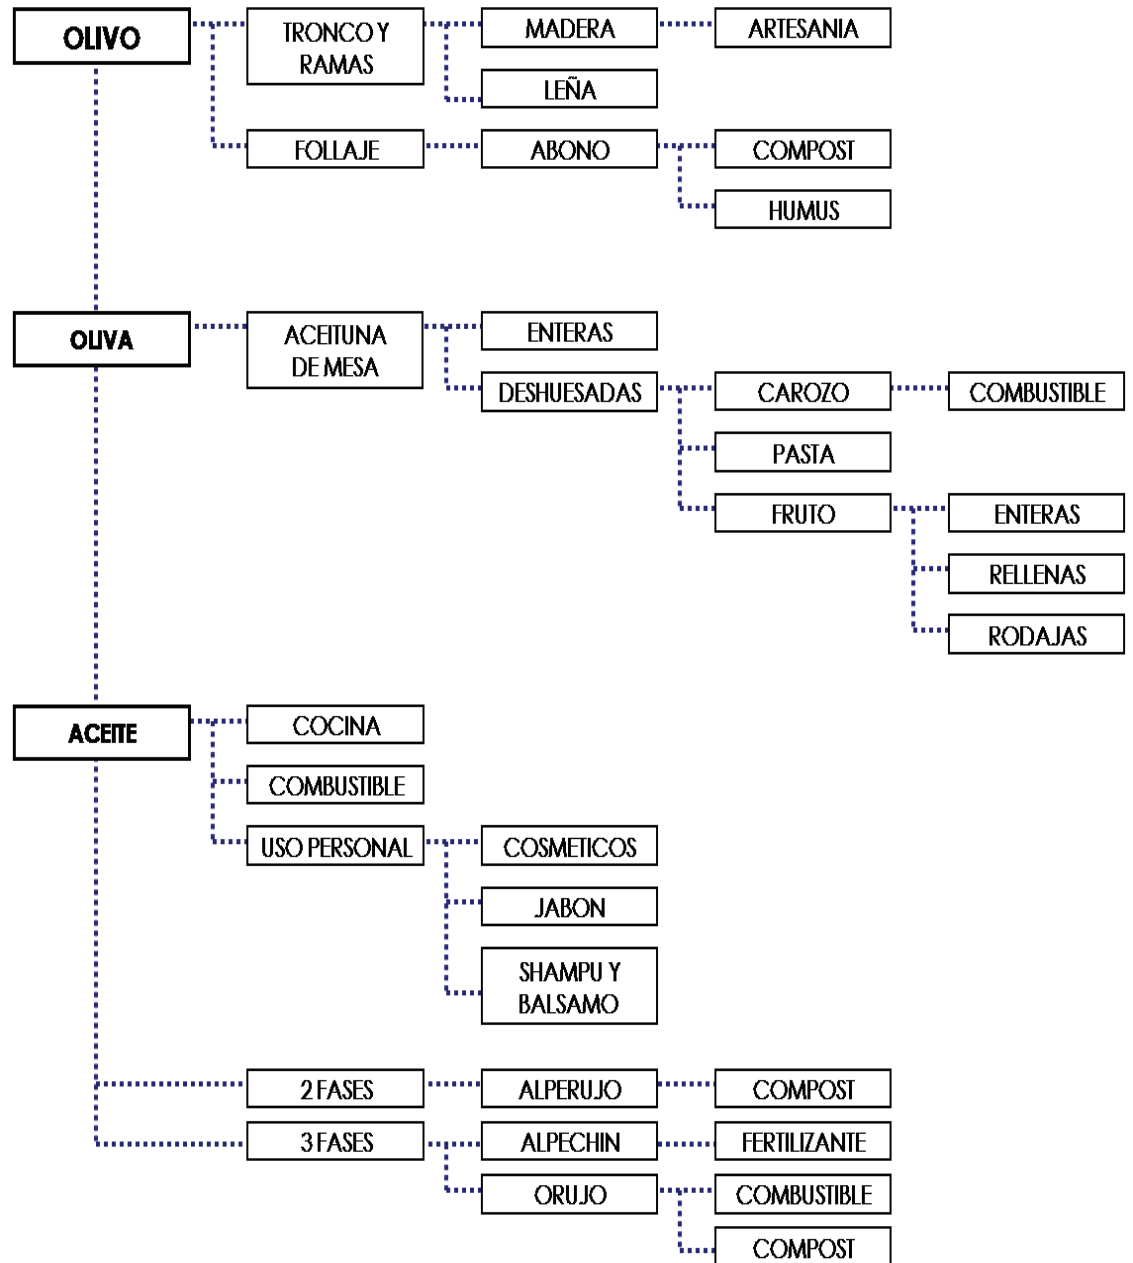 OLIVO
TRONCO Y
RAMAS
MADERA
ARTESANIA
LEÑA
FOLLAJE
ABONO
COMPOST
HUMUS
OLIVA
ACEITUNA
DE MESA
ENTERAS
DESHUESADAS
CAROZO
COMBUSTIBLE
PASTA
FRUTO
ENTERAS
RELLENAS
RODAJAS
ACEITE
COCINA
COMBUSTIBLE
USO PERSONAL
COSMETICOS
JABON
SHAMPU Y
BALSAMO
2 FASES
ALPERUJO
COMPOST
3 FASES
ALPECHIN
FERTILIZANTE
ORUJO
COMBUSTIBLE
COMPOST